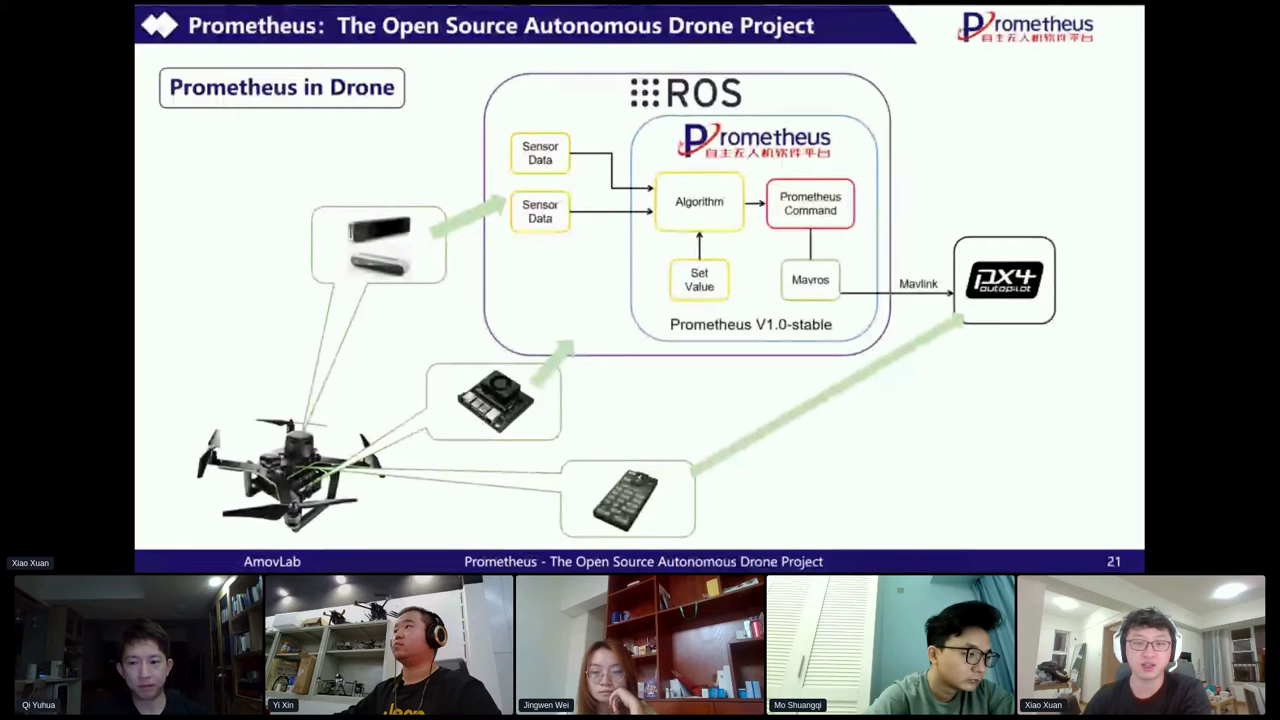 Prometheus: The Open Source Autonomous Drone Project
Prometheus
自主无人机软件平台
Prometheus in Drone
ROS
Prometheus
自主无人机软件平台
Sensor
Data
Sensor
Data
Algorithm
Prometheus
Command
Set
Value
Mavros
Mavlink
px4
autopilot
Prometheus V1.0-stable
AmovLab
Prometheus - The Open Source Autonomous Drone Project
21
Xiao Xuan
Qi Yuhua
Yi Xin
Jingwen Wei
Mo Shuangqi
Xiao Xuan